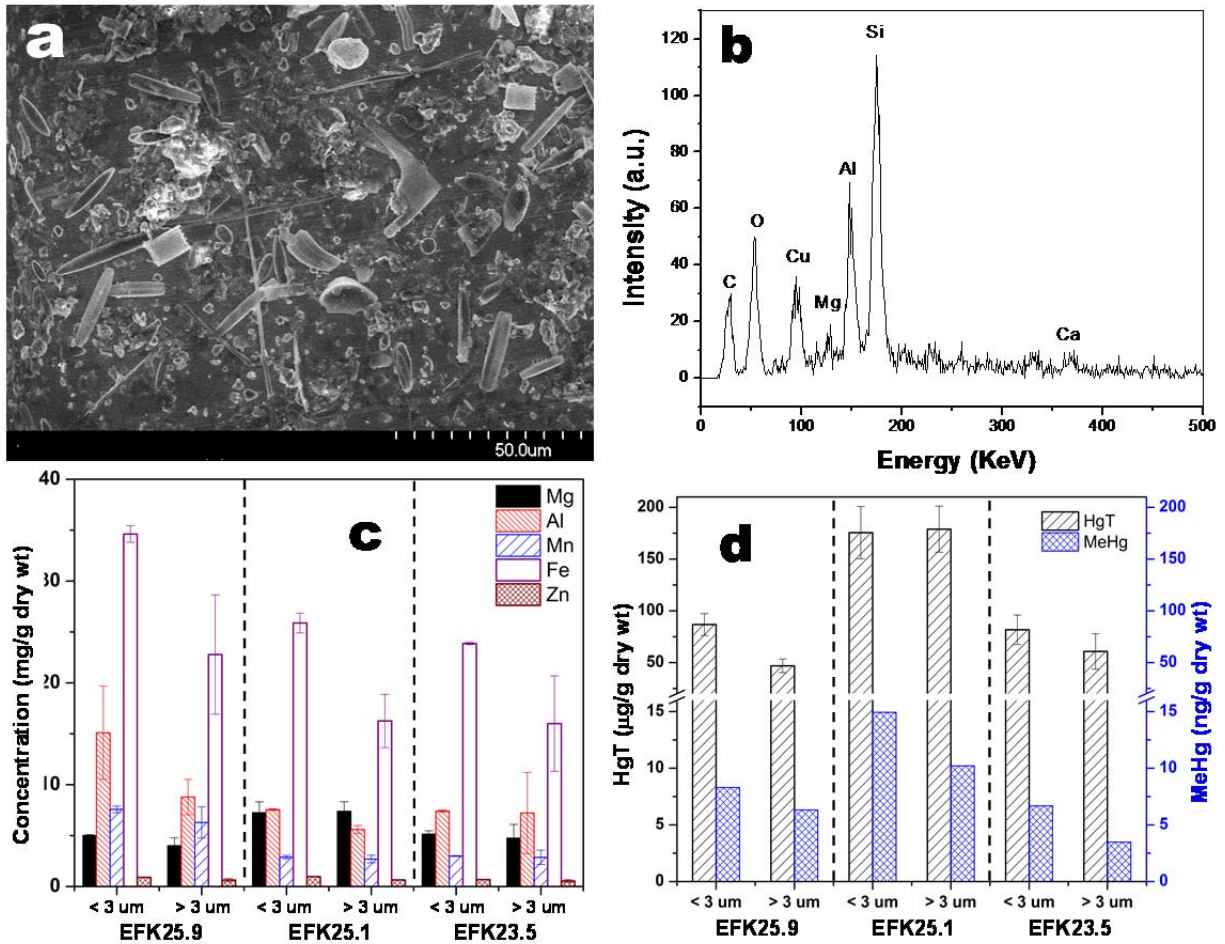 a
50.0um
b
Si
Al
O
Cu
C
Mg
Ca
120
100
80
60
40
20
0
Intensity (a.u.)
0 100 200 300 400 500
Energy (KeV)
c
Mg
Al
Mn
Fe
Zn
40
30
20
10
0
Concentration (mg/g dry wt)
< 3 um > 3 um < 3 um > 3 um < 3 um > 3 um
EFK25.9 EFK25.1 EFK23.5
d
HgT
MeHg
200
150
100
50
15
10
5
0
HgT (µg/g dry wt)
200
150
100
50
15
10
5
0
MeHg (ng/g dry wt)
< 3 um > 3 um < 3 um > 3 um < 3 um > 3 um
EFK25.9 EFK25.1 EFK23.5